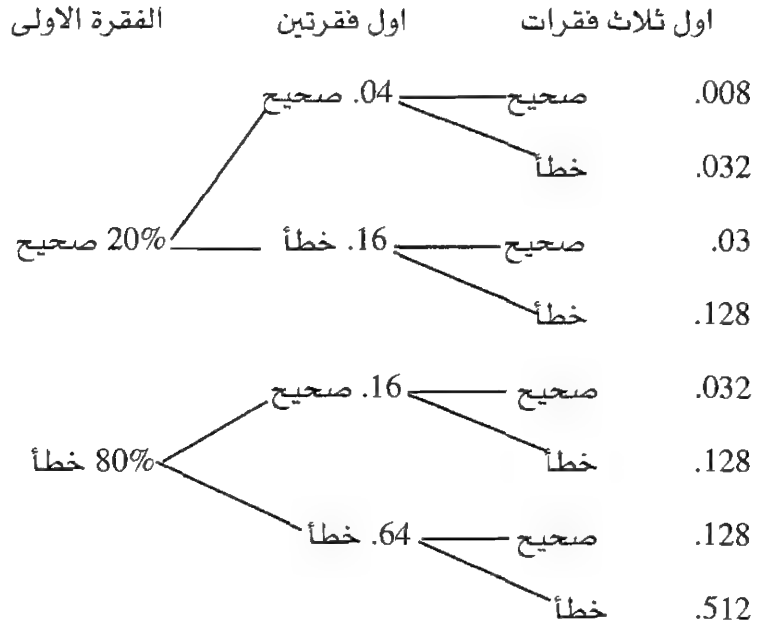 الفقرة الاولى اول فقرتين اول ثلاث فقرات
.04 صحيح صحيح .008
خطأ .032
20% صحيح .16 خطأ صحيح .03
خطأ .128
.16 صحيح صحيح .032
80% خطأ خطأ .128
.64 خطأ صحيح .128
خطأ .512